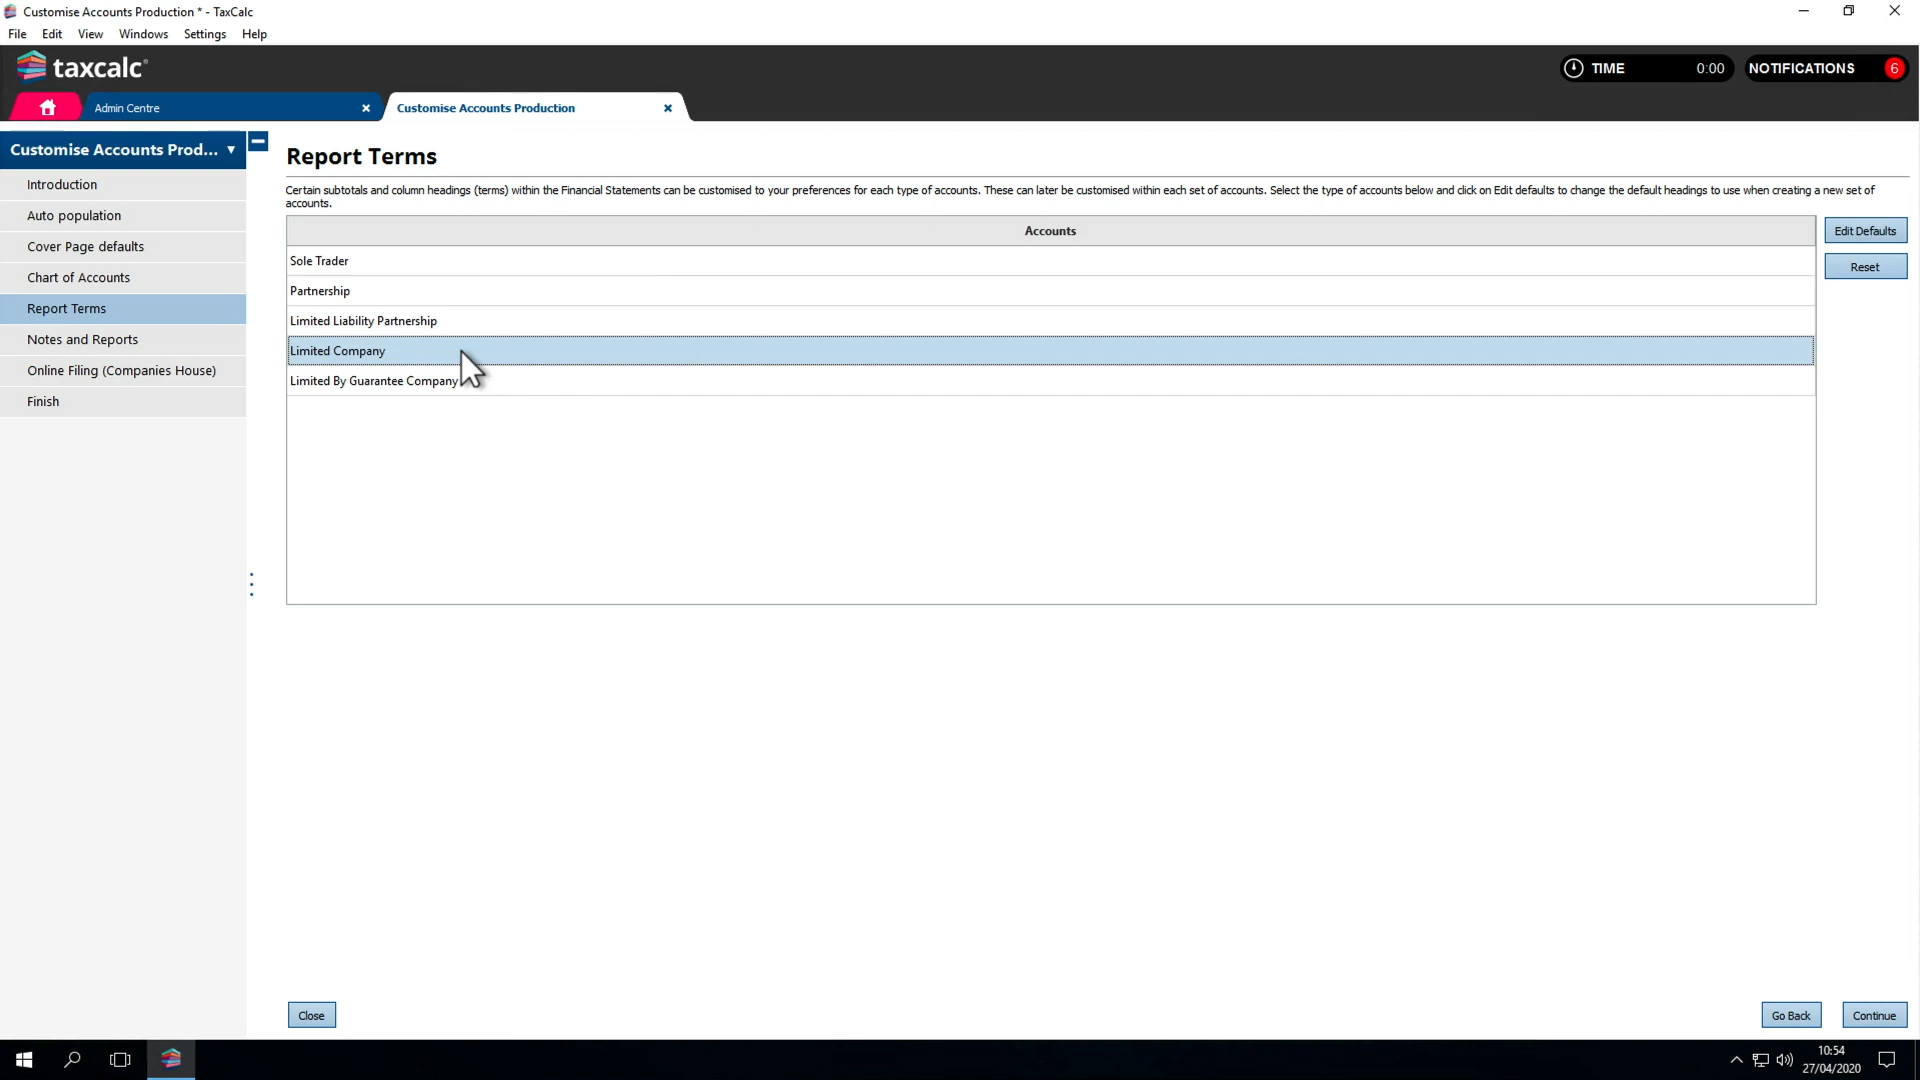 Customise Accounts Production * - TaxCalc
File Edit View Windows Settings Help
taxcalc
TIME 0:00 NOTIFICATIONS 6
Admin Centre Customise Accounts Production
Customise Accounts Prod...
Introduction
Auto population
Cover Page defaults
Chart of Accounts
Report Terms
Notes and Reports
Online Filing (Companies House)
Finish
Report Terms
Certain subtotals and column headings (terms) within the Financial Statements can be customised to your preferences for each type of accounts. These can later be customised within each set of accounts. Select the type of accounts below and click on Edit defaults to change the default headings to use when creating a new set of
accounts.
Accounts
Sole Trader
Partnership
Limited Liability Partnership
Limited Company
Limited By Guarantee Company
Edit Defaults
Reset
Close Go Back Continue
10:54
27/04/2020